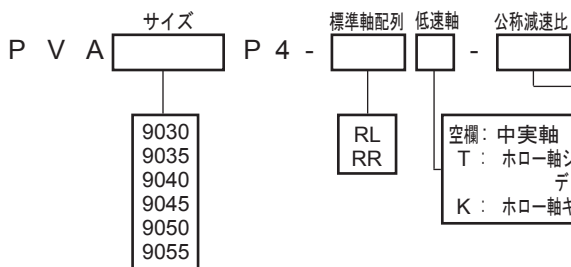 サイズ 標準軸配列 低速軸 公称減速比
P V A P 4 - -
9030
9035
9040
9045
9050
9055
RL
RR
空欄: 中実軸
T : ホロー軸シ
デ
K : ホロー軸キ